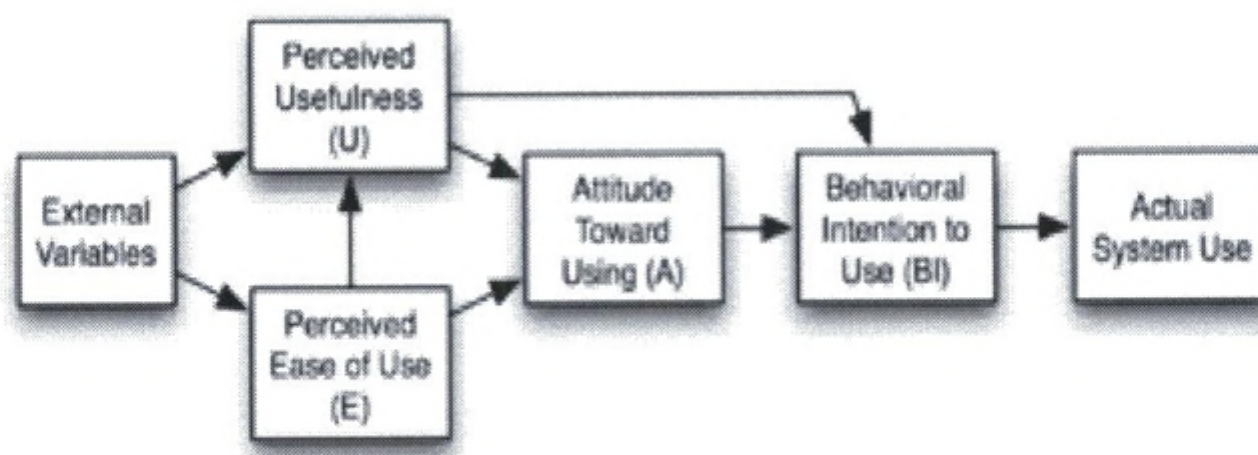 External
Variables
Perceived
Usefulness
(U)
Perceived
Ease of Use
(E)
Attitude
Toward
Using (A)
Behavioral
Intention to
Use (BI)
Actual
System Use